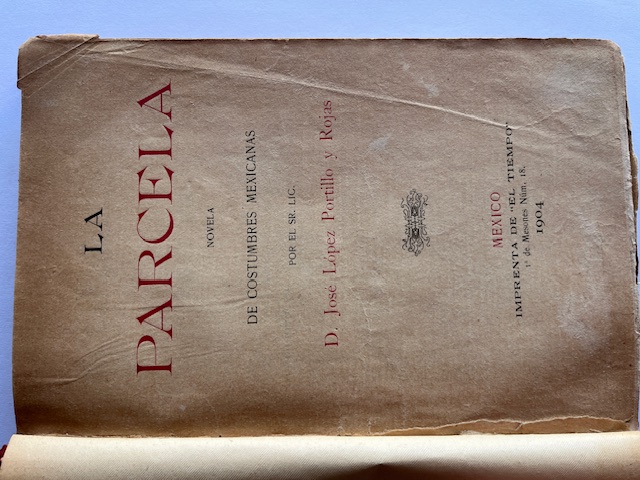 LA
PARCELA
NOVELA
DE COSTUMBRES MEXICANAS
POR EL SR. LIC.
D. José López Portillo y Rojas
MEXICO
IMPRENTA DE "EL TIEMPO"
1ª de Mesones Núm, 18.
1904